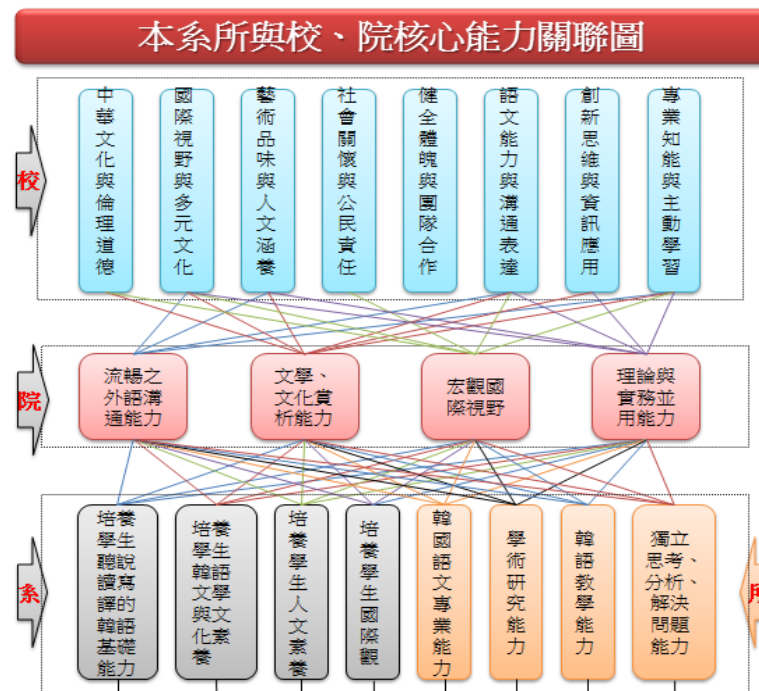 本系所與校、院核心能力關聯圖
校
中華文化與倫理道德
國際視野與多元文化
藝術品味與人文涵養
社會關懷與公民責任
健全體魄與團隊合作
語文能力與溝通表達
創新思維與資訊應用
專業知能與主動學習
院
流暢之
外語溝
通能力
文學、
文化賞
析能力
宏觀國
際視野
理論與
實務並
用能力
系
培養
學生
聽說
讀寫
譯的
韓語
基礎
能力
培養
學生
韓語
文學
與文
化素
養
培養學生人文素養
培養學生國際觀
韓國語文專業能力
學術研究能力
韓語教學能力
獨立
思考、
分析、
解決
問題
能力
所